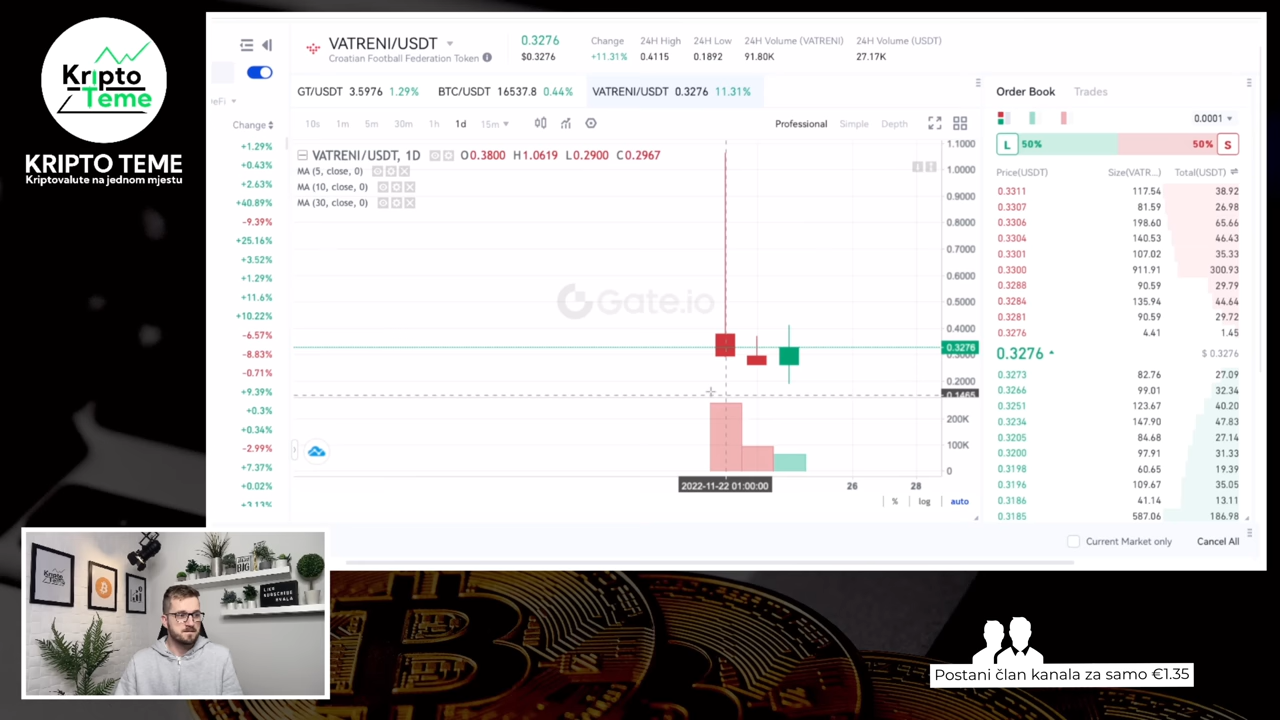 Kripto
Teme
KRIPTO TEME
Kriptovalute na jednom mjestu
VATRENI/USDT
Croatian Football Federation Token
0.3276
$0.3276
Change
+11.31%
24H High
0.4115
24H Low
0.1892
24H Volume (VATRENI)
91.80K
24H Volume (USDT)
27.17K
GT/USDT 3.5976 1.29% BTC/USDT 16537.8 0.44% VATRENI/USDT 0.3276 11.31%
10s 1m 5m 30m 1h 1d 15m
Professional Simple Depth
Change
+1.29%
+0.43%
+2.63%
+40.89%
-9.39%
+25.16%
+3.52%
+1.29%
+11.6%
+10.22%
-6.57%
-8.83%
-0.71%
+9.39%
+0.3%
+0.34%
-2.99%
+7.37%
+0.02%
+3.13%
VATRENI/USDT, 1D O0.3800 H1.0619 L0.2900 C0.2967
MA (5, close, 0)
MA (10, close, 0)
MA (30, close, 0)
Gate.io
1.1000
1.0000
0.9000
0.8000
0.7000
0.6000
0.5000
0.4000
0.3276
0.3000
0.2000
0.1465
200K
100K
0
2022-11-22 01:00:00 26 28
% log auto
Order Book Trades
0.0001
L 50% 50% S
Price(USDT) Size(VATR...) Total(USDT)
0.3311 117.54 38.92
0.3307 81.59 26.98
0.3306 198.60 65.66
0.3304 140.53 46.43
0.3301 107.02 35.33
0.3300 911.91 300.93
0.3288 90.59 29.79
0.3284 135.94 44.64
0.3281 90.59 29.72
0.3276 4.41 1.45
0.3276 $ 0.3276
0.3273 82.76 27.09
0.3266 99.01 32.34
0.3251 123.67 40.20
0.3234 147.90 47.83
0.3205 84.68 27.14
0.3200 97.91 31.33
0.3198 60.65 19.39
0.3196 109.67 35.05
0.3186 41.14 13.11
0.3185 587.06 186.98
Current Market only Cancel All
Kripto
BIG
LIKE
SUBSCRIBE
HVALA
Postani član kanala za samo €1.35